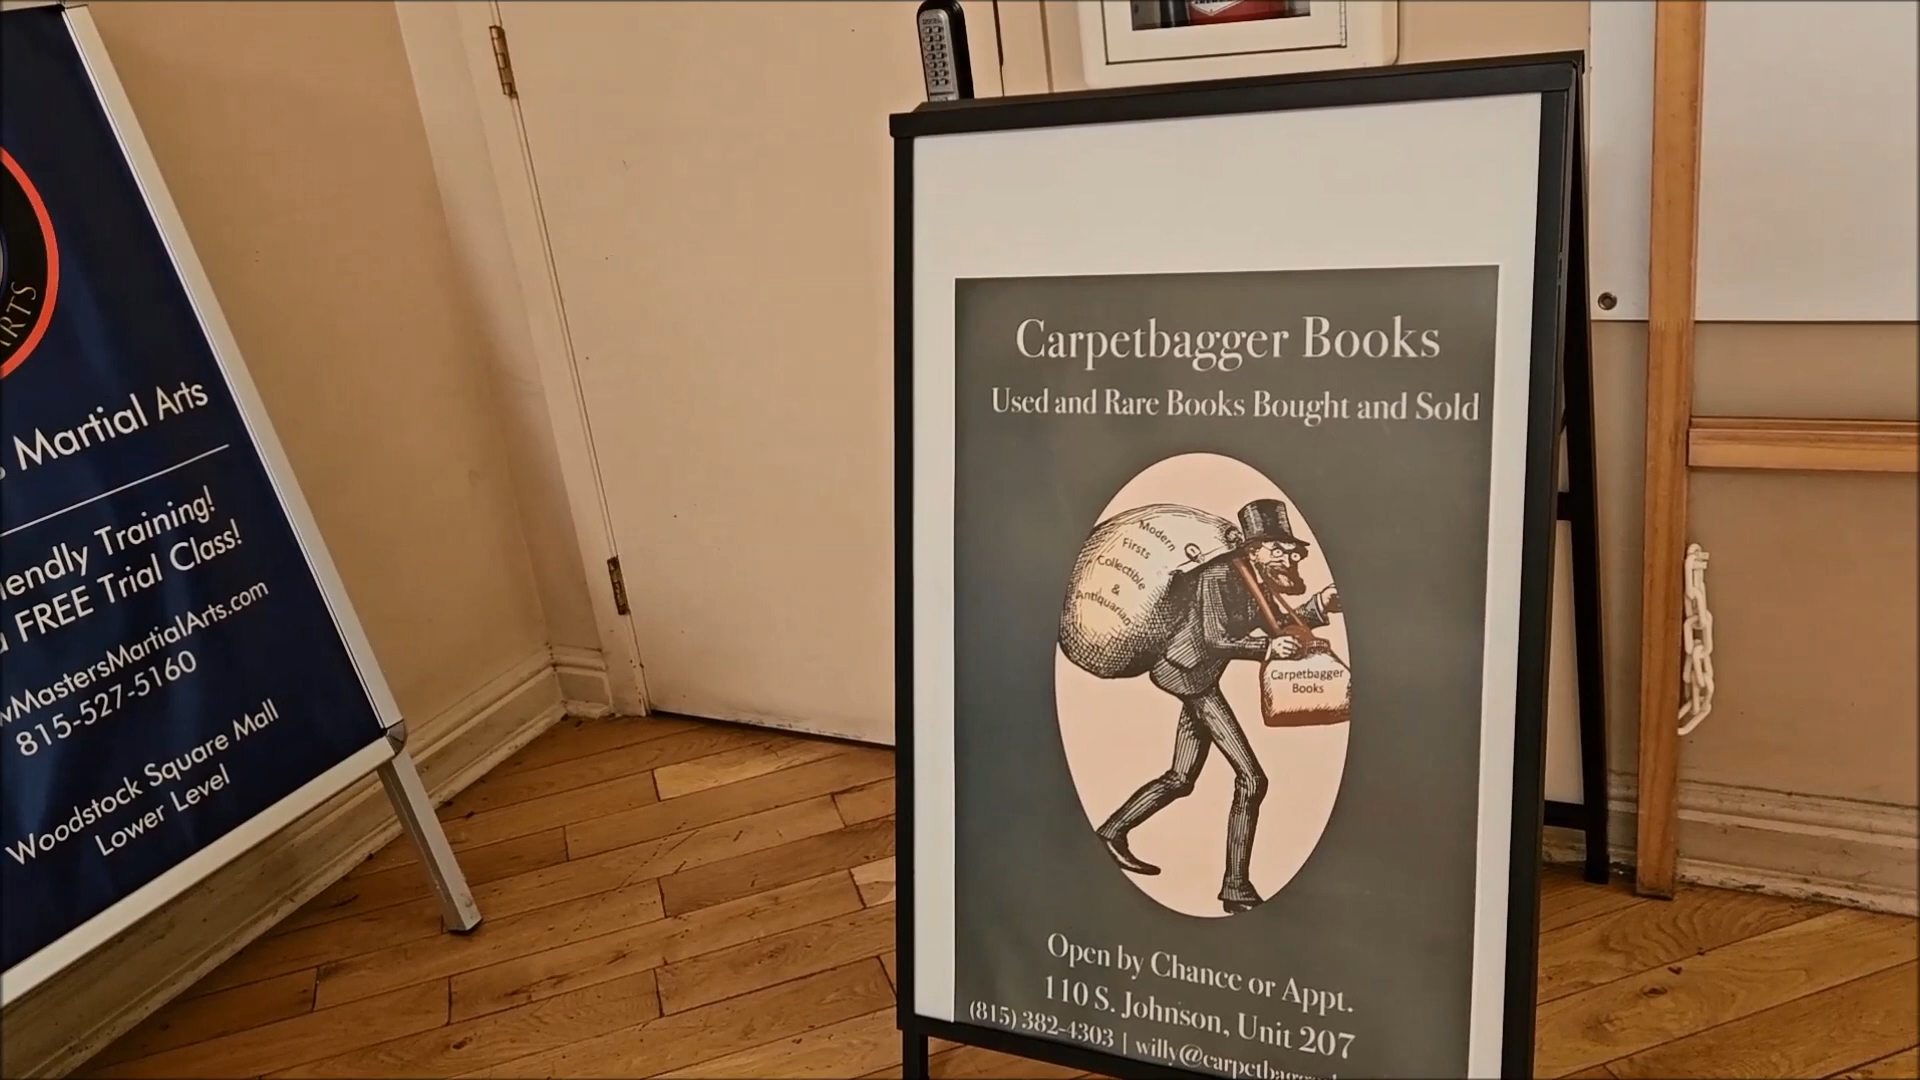 ARTS
Martial Arts
Training!
FREE Trial Class!
MastersMartialArts.com
815-527-5160
Woodstock Square Mall
Lower Level
Carpetbagger Books
Used and Rare Books Bought and Sold
Modern
Firsts
Collectible
&
Antiquarian
Carpetbagger
Books
Open by Chance or Appt.
110 S. Johnson, Unit 207
(815) 382-4303 | willy@carpetbagger